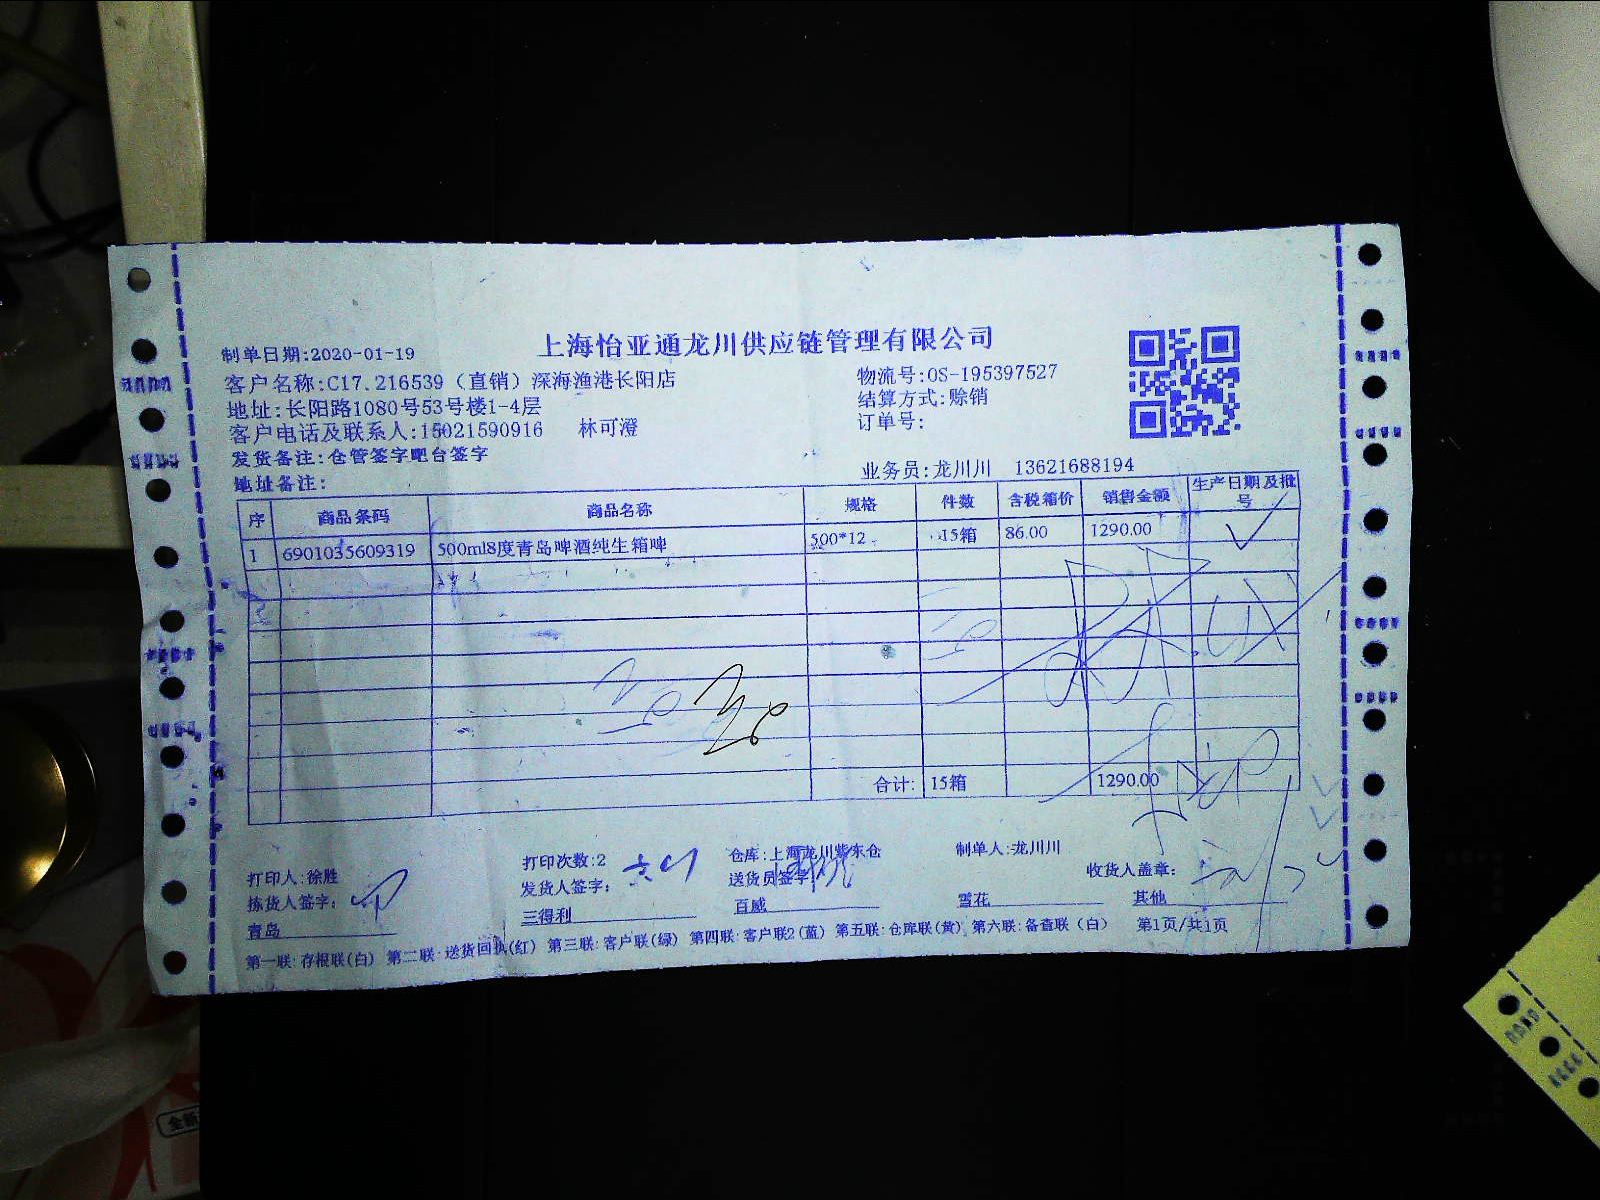 上海怡亚通龙川供应链管理有限公司
制单日期:2020-01-19
客户名称:C17.216539（直销）深海渔港长阳店 物流号:OS-195397527
地址:长阳路1080号53号楼1-4层 结算方式:赊销
客户电话及联系人:15021590916 林可澄 订单号:
发货备注:仓管签字吧台签字 业务员:龙川川 13621688194
地址备注:
序 商品条码 商品名称 规格 件数 含税箱价 销售金额 生产日期及批号
1 6901035609319 500ml8度青岛啤酒纯生箱啤 500*12 15箱 86.00 1290.00
合计: 15箱 1290.00
打印人:徐胜 打印次数:2 仓库:上海龙川紫东仓 制单人:龙川川
拣货人签字: 发货人签字: 送货员签字: 收货人盖章:
青岛 三得利 百威 雪花 其他
第一联:存根联(白) 第二联:送货回执(红) 第三联:客户联(绿) 第四联:客户联2(蓝) 第五联:仓库联(黄) 第六联:备查联(白) 第1页/共1页
全新